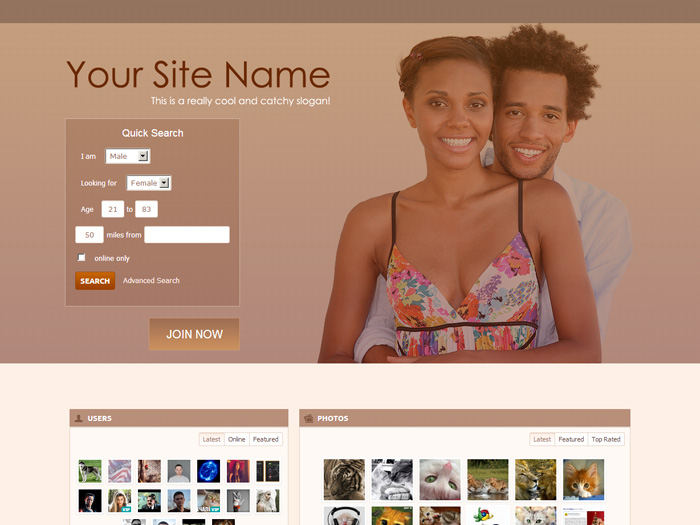 Your Site Name
This is a really cool and catchy slogan!
Quick Search
I am Male
Looking for Female
Age 21 to 83
50 miles from
online only
SEARCH Advanced Search
JOIN NOW
USERS
Latest Online Featured
VIP
VIP
PHOTOS
Latest Featured Top Rated